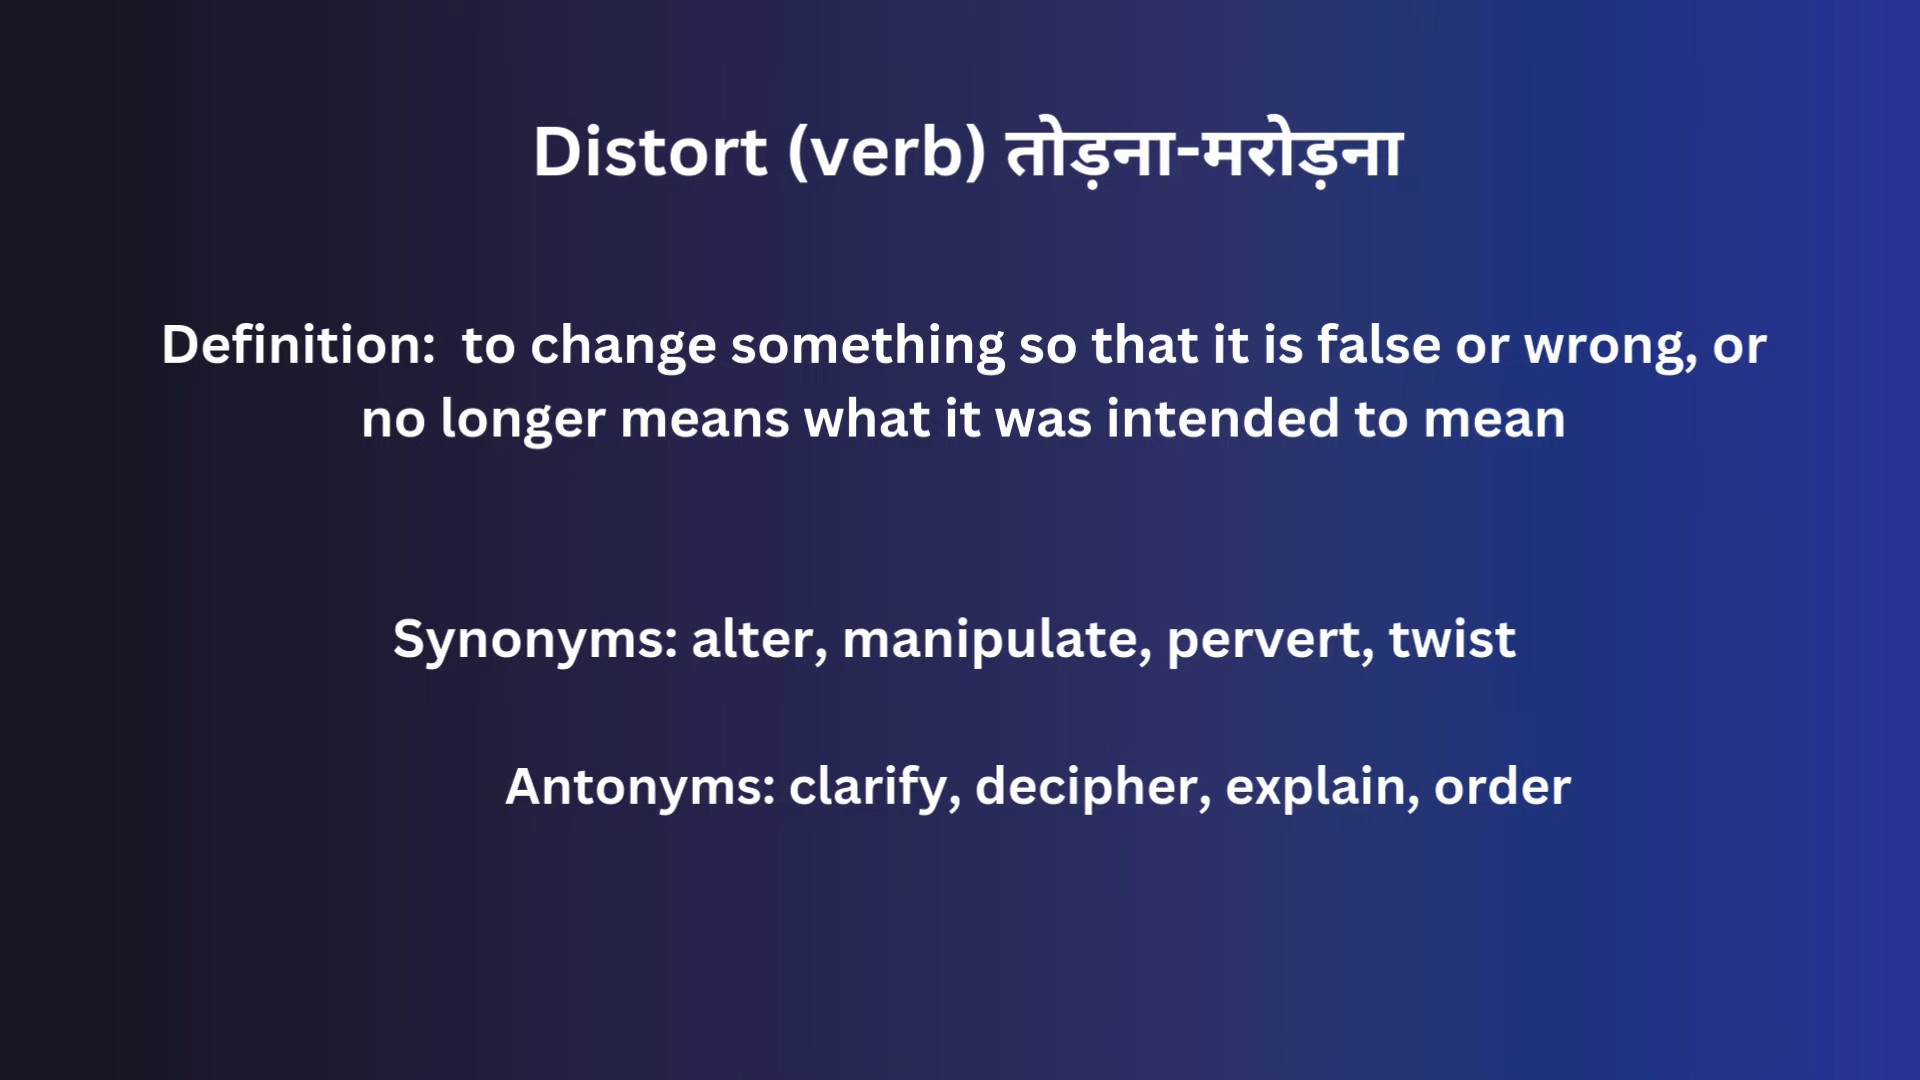 Distort (verb) तोड़ना-मरोड़ना
Definition:  to change something so that it is false or wrong, or
no longer means what it was intended to mean
Synonyms: alter, manipulate, pervert, twist
Antonyms: clarify, decipher, explain, order